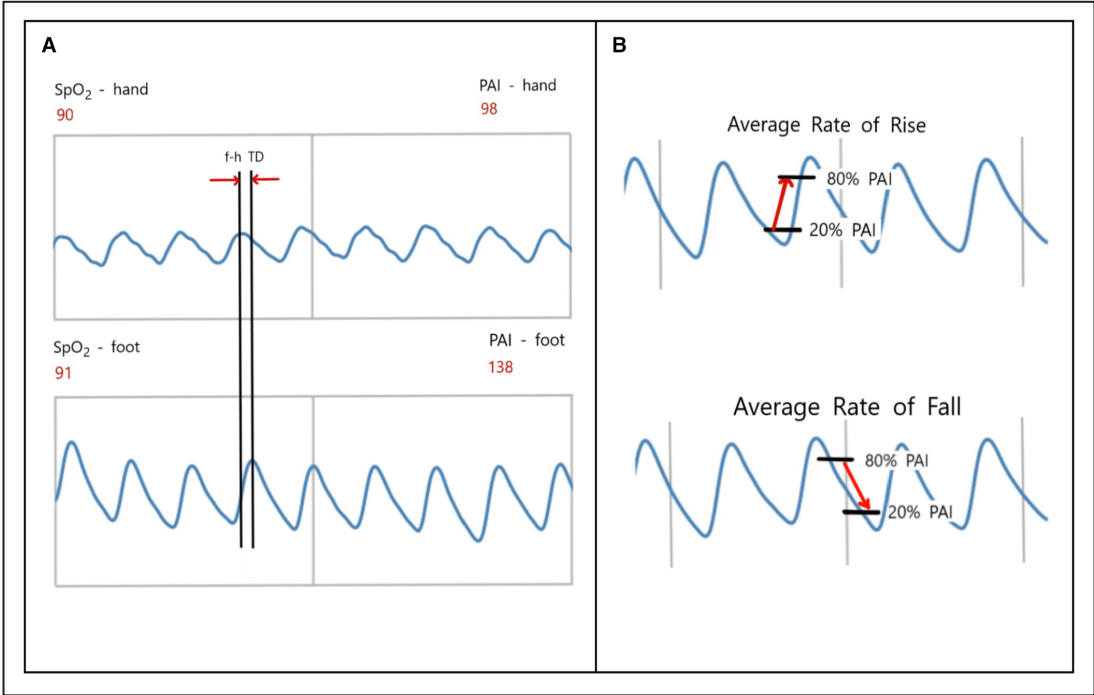 A
SpO₂ - hand
90
PAI - hand
98
f-h TD
SpO₂ - foot
91
PAI - foot
138
B
Average Rate of Rise
80% PAI
20% PAI
Average Rate of Fall
80% PAI
20% PAI